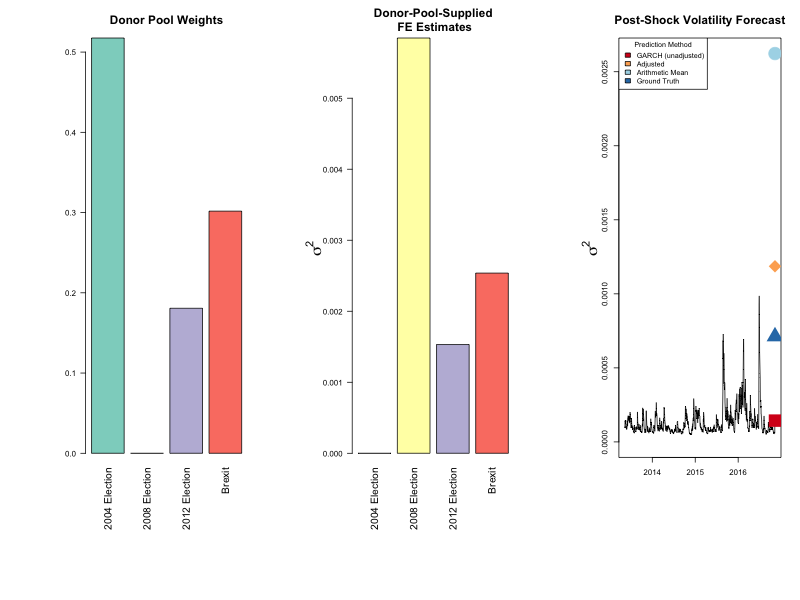 Donor Pool Weights
0.5
0.4
0.3
0.2
0.1
0.0
2004 Election
2008 Election
2012 Election
Brexit
Donor-Pool-Supplied
FE Estimates
σ2
0.005
0.004
0.003
0.002
0.001
0.000
2004 Election
2008 Election
2012 Election
Brexit
Post-Shock Volatility Forecast
σ2
0.0025
0.0020
0.0015
0.0010
0.0005
0.0000
Prediction Method
GARCH (unadjusted)
Adjusted
Arithmetic Mean
Ground Truth
2014
2015
2016